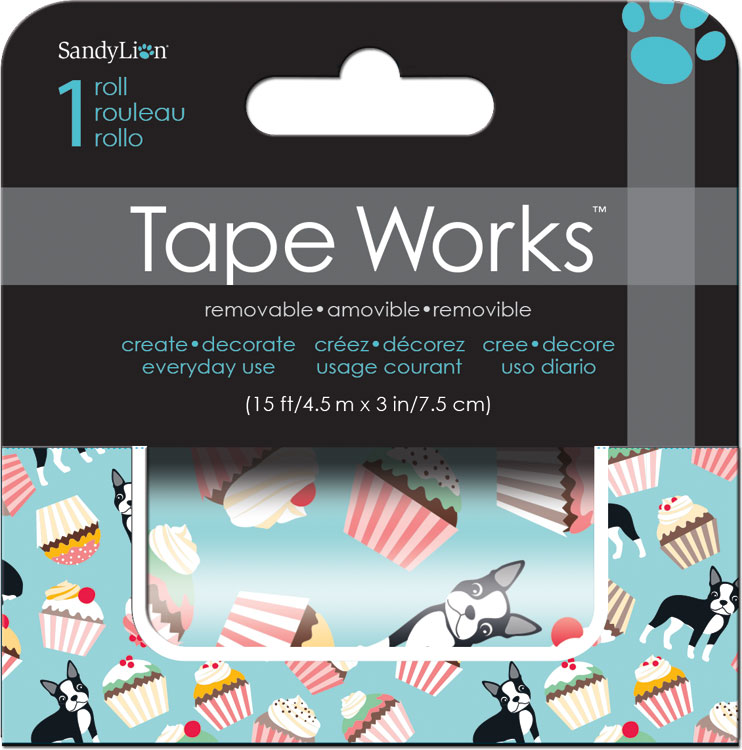 SandyLion®
1 roll
rouleau
rollo
Tape Works™
removable•amovible•removible
create•decorate créez•décorez cree•decore
everyday use usage courant uso diario
(15 ft/4.5 m x 3 in/7.5 cm)